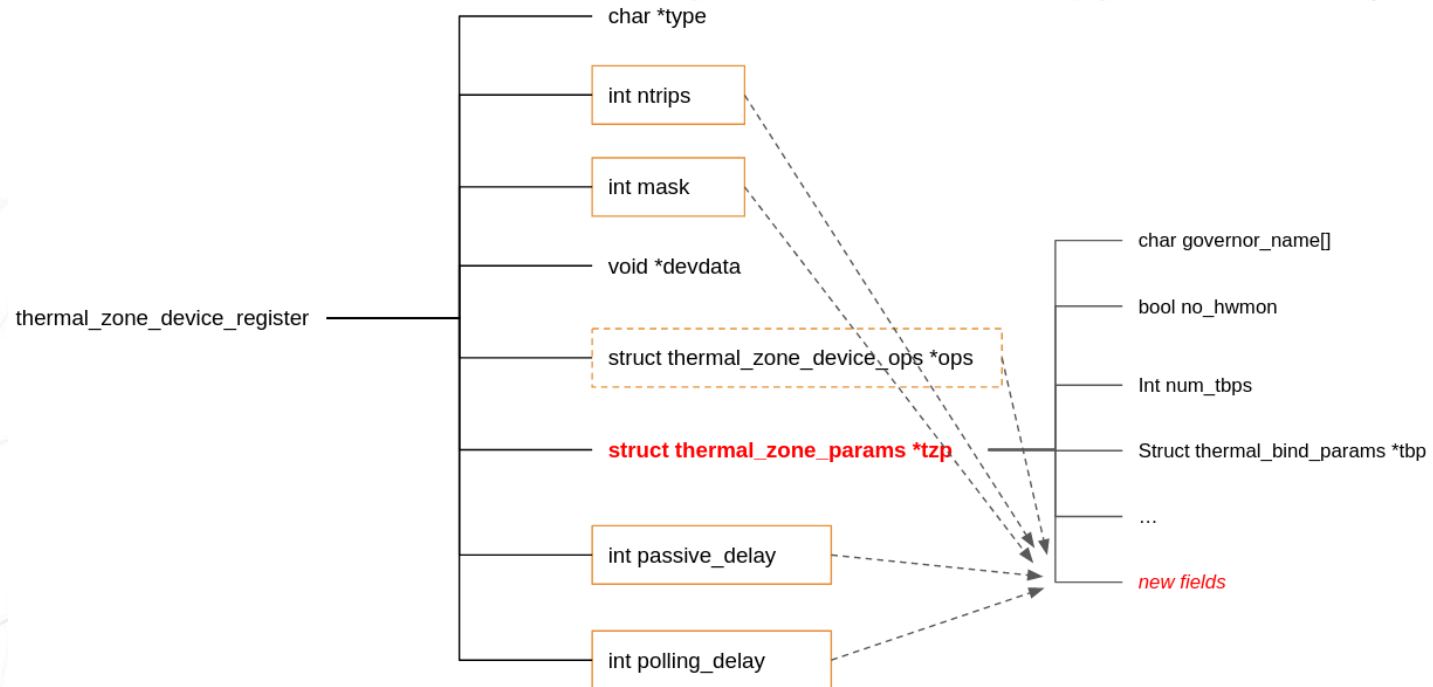 char *type
int ntrips
int mask
void *devdata
thermal_zone_device_register
struct thermal_zone_device_ops *ops
struct thermal_zone_params *tzp
int passive_delay
int polling_delay
char governor_name[]
bool no_hwmon
Int num_tbps
Struct thermal_bind_params *tbp
...
new fields